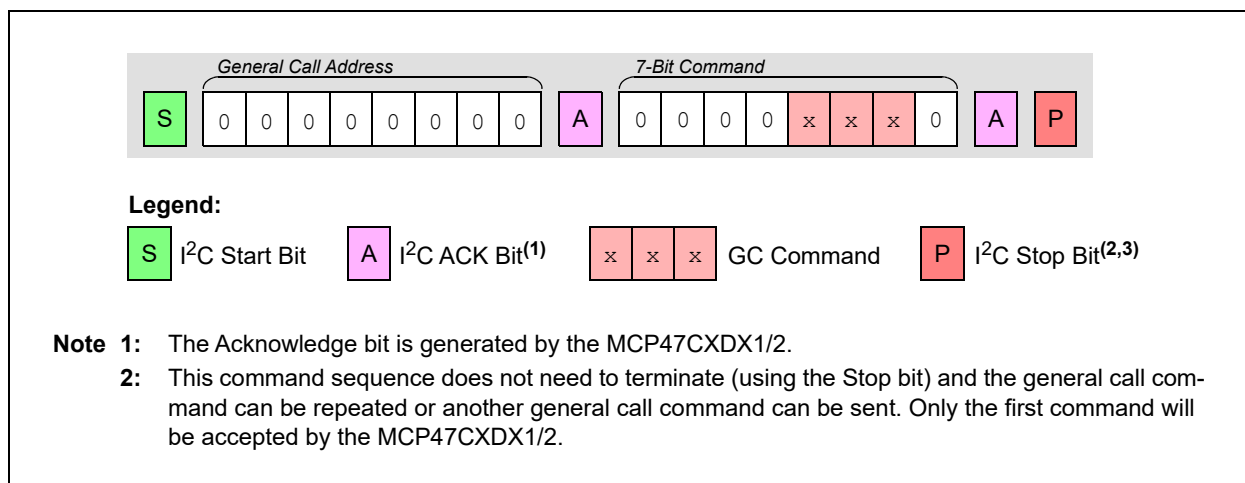 General Call Address 7-Bit Command
S 0 0 0 0 0 0 0 0 A 0 0 0 0 x x x 0 A P
Legend:
S I²C Start Bit A I²C ACK Bit(1) x x x GC Command P I²C Stop Bit(2,3)
Note 1: The Acknowledge bit is generated by the MCP47CXDX1/2.
2: This command sequence does not need to terminate (using the Stop bit) and the general call com-
mand can be repeated or another general call command can be sent. Only the first command will
be accepted by the MCP47CXDX1/2.